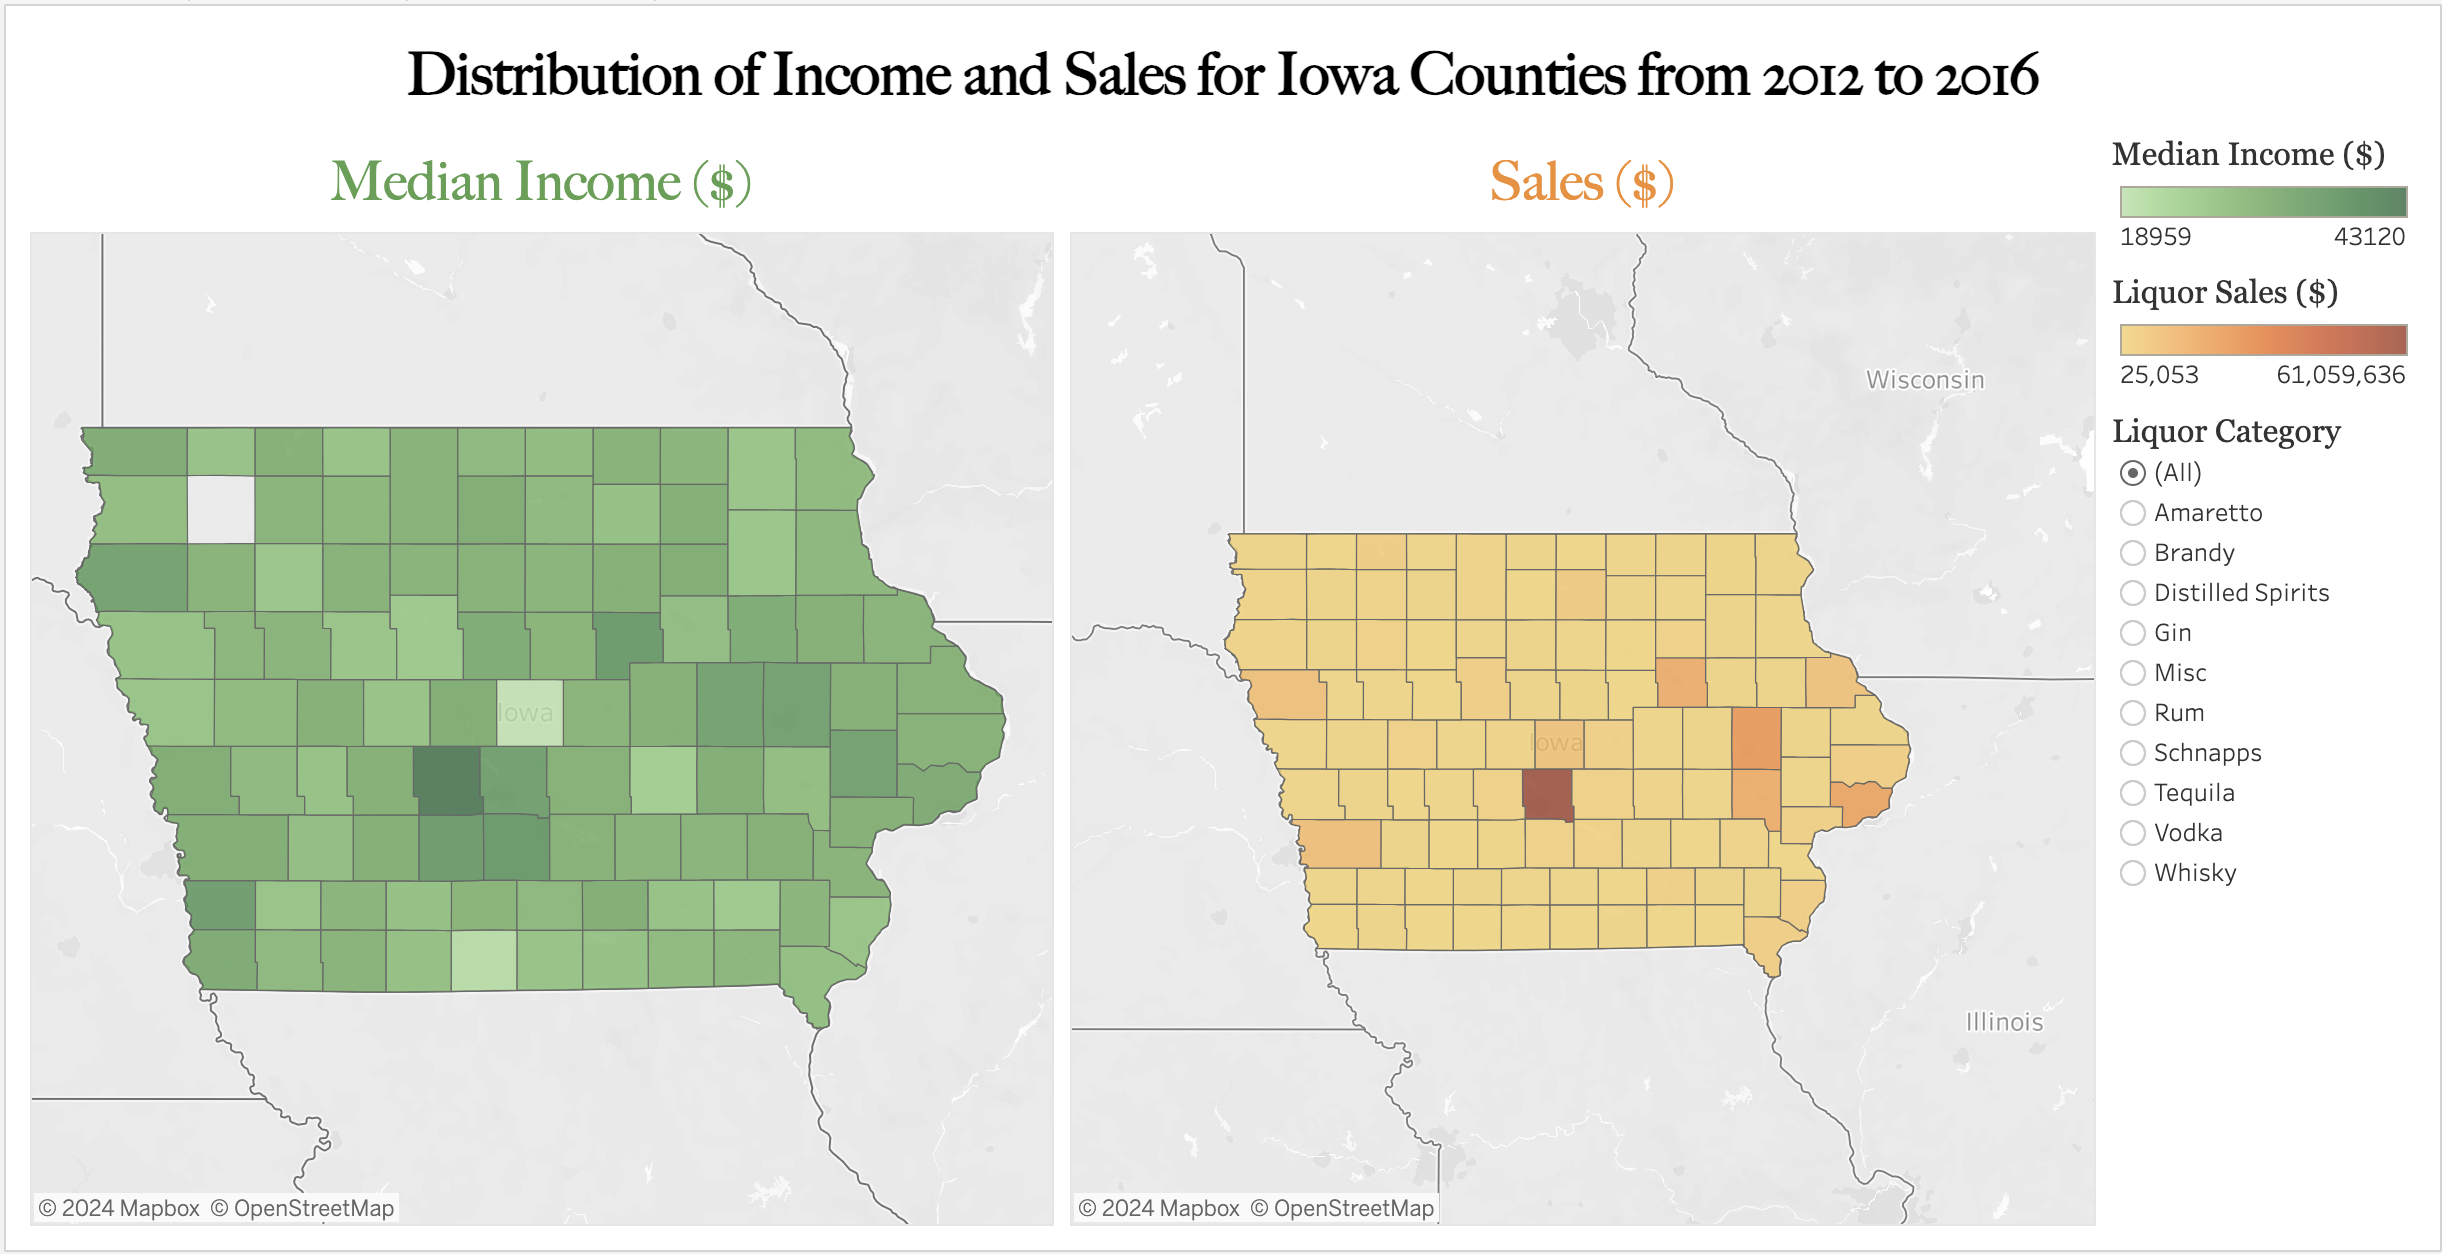 Distribution of Income and Sales for Iowa Counties from 2012 to 2016
Median Income ($)
Sales ($)
Iowa
© 2024 Mapbox © OpenStreetMap
Wisconsin
Iowa
Illinois
© 2024 Mapbox © OpenStreetMap
Median Income ($)
18959 43120
Liquor Sales ($)
25,053 61,059,636
Liquor Category
(All)
Amaretto
Brandy
Distilled Spirits
Gin
Misc
Rum
Schnapps
Tequila
Vodka
Whisky